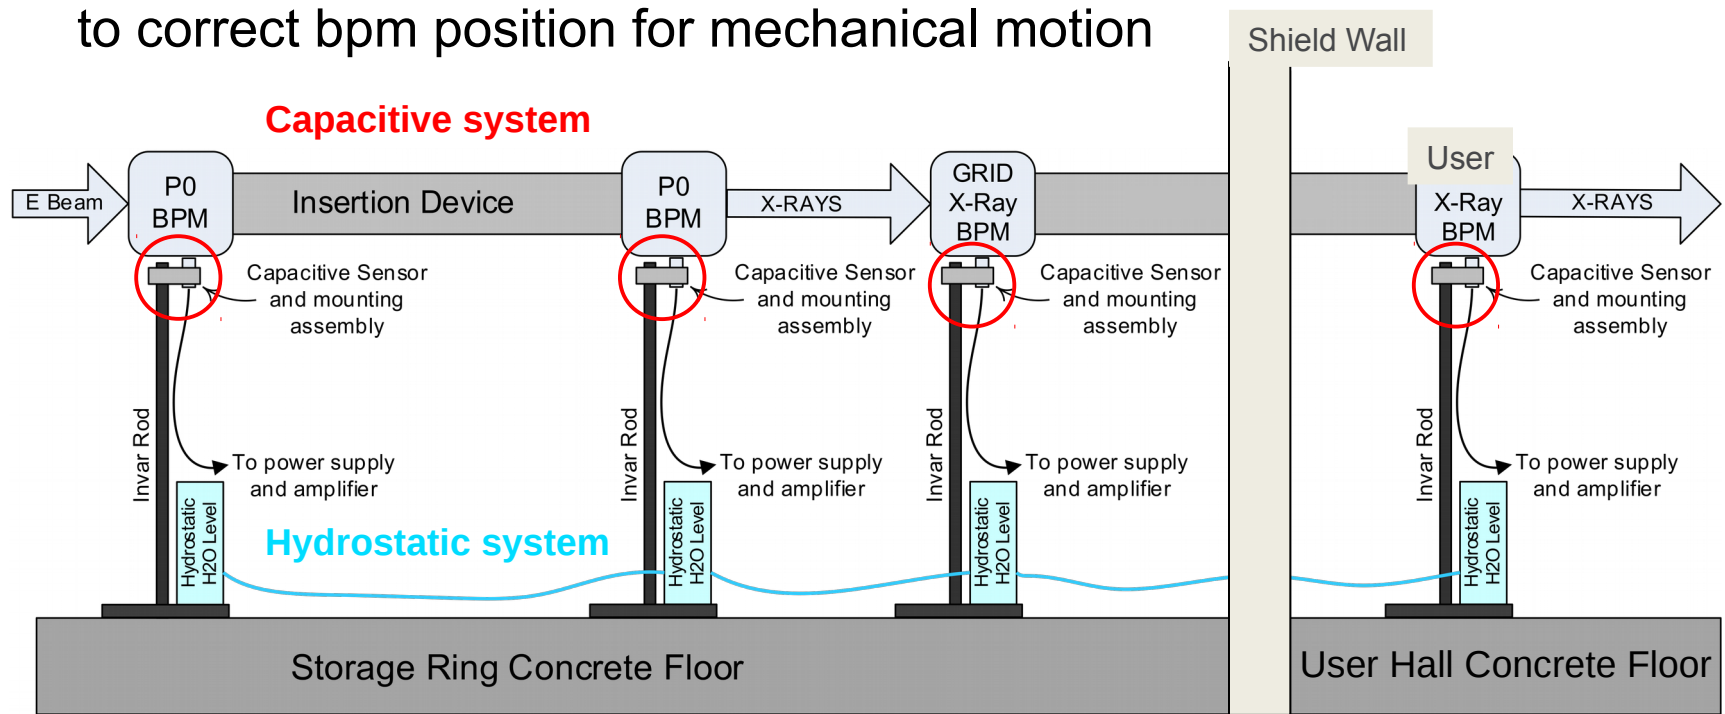 to correct bpm position for mechanical motion
Shield Wall
Capacitive system
User
E Beam
P0
BPM
Insertion Device
P0
BPM
X-RAYS
GRID
X-Ray
BPM
X-Ray
BPM
X-RAYS
Capacitive Sensor
and mounting
assembly
Capacitive Sensor
and mounting
assembly
Capacitive Sensor
and mounting
assembly
Capacitive Sensor
and mounting
assembly
Invar Rod
To power supply
and amplifier
Invar Rod
To power supply
and amplifier
Invar Rod
To power supply
and amplifier
Invar Rod
To power supply
and amplifier
Hydrostatic
H2O Level
Hydrostatic system
Hydrostatic
H2O Level
Hydrostatic
H2O Level
Hydrostatic
H2O Level
Storage Ring Concrete Floor
User Hall Concrete Floor